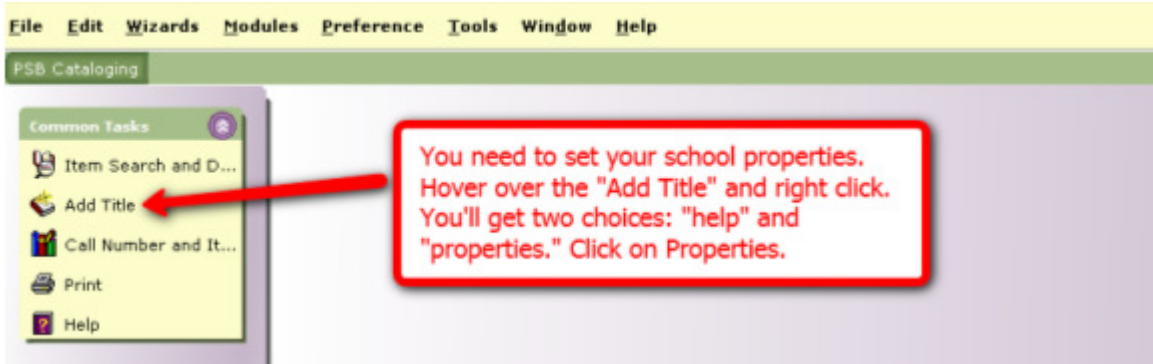 File Edit Wizards Modules Preference Tools Window Help
PSB Cataloging
Common Tasks
Item Search and D...
Add Title
Call Number and It...
Print
Help
You need to set your school properties.
Hover over the "Add Title" and right click.
You'll get two choices: "help" and
"properties." Click on Properties.